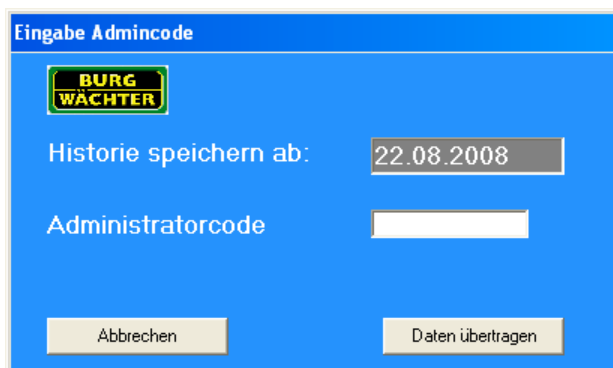 Eingabe Admincode
BURG
WÄCHTER
Historie speichern ab: 22.08.2008
Administratorcode
Abbrechen Daten übertragen